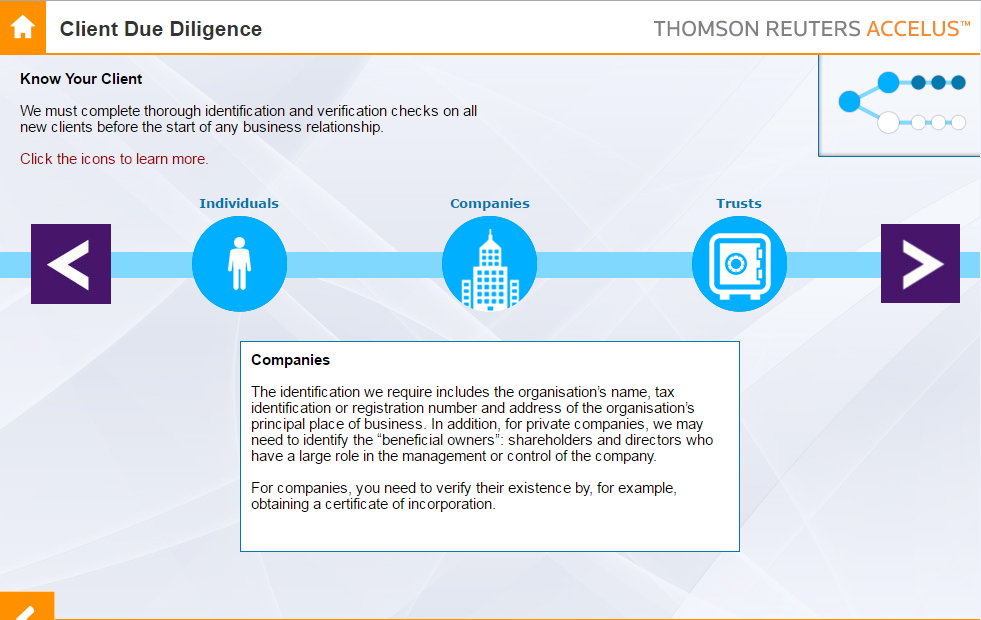 Client Due Diligence
THOMSON REUTERS ACCELUS™
Know Your Client
We must complete thorough identification and verification checks on all
new clients before the start of any business relationship.
Click the icons to learn more.
Individuals
Companies
Trusts
Companies
The identification we require includes the organisation's name, tax
identification or registration number and address of the organisation's
principal place of business. In addition, for private companies, we may
need to identify the "beneficial owners": shareholders and directors who
have a large role in the management or control of the company.
For companies, you need to verify their existence by, for example,
obtaining a certificate of incorporation.